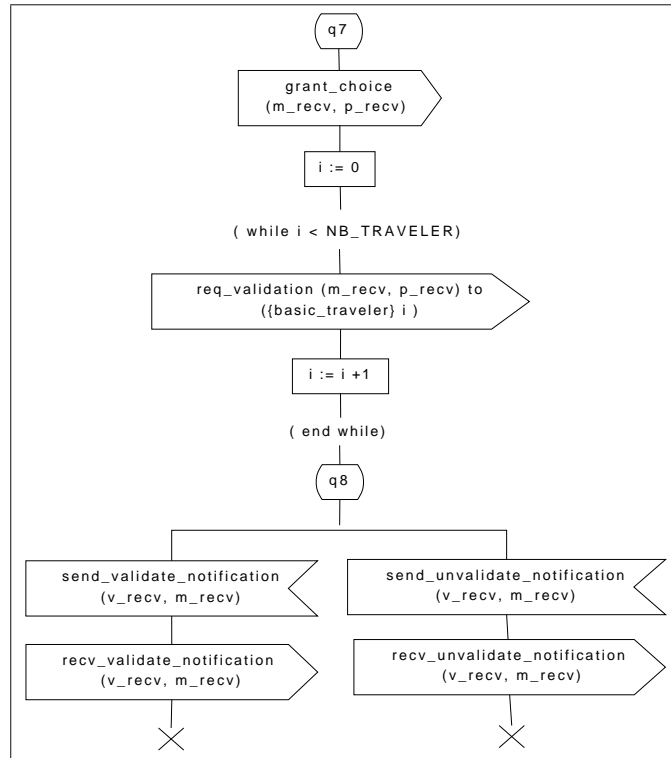 q7
grant_choice
(m_recv, p_recv)
i := 0
( while i < NB_TRAVELER)
req_validation (m_recv, p_recv) to
({basic_traveler} i )
i := i +1
( end while)
q8
send_validate_notification
(v_recv, m_recv)
send_unvalidate_notification
(v_recv, m_recv)
recv_validate_notification
(v_recv, m_recv)
recv_unvalidate_notification
(v_recv, m_recv)